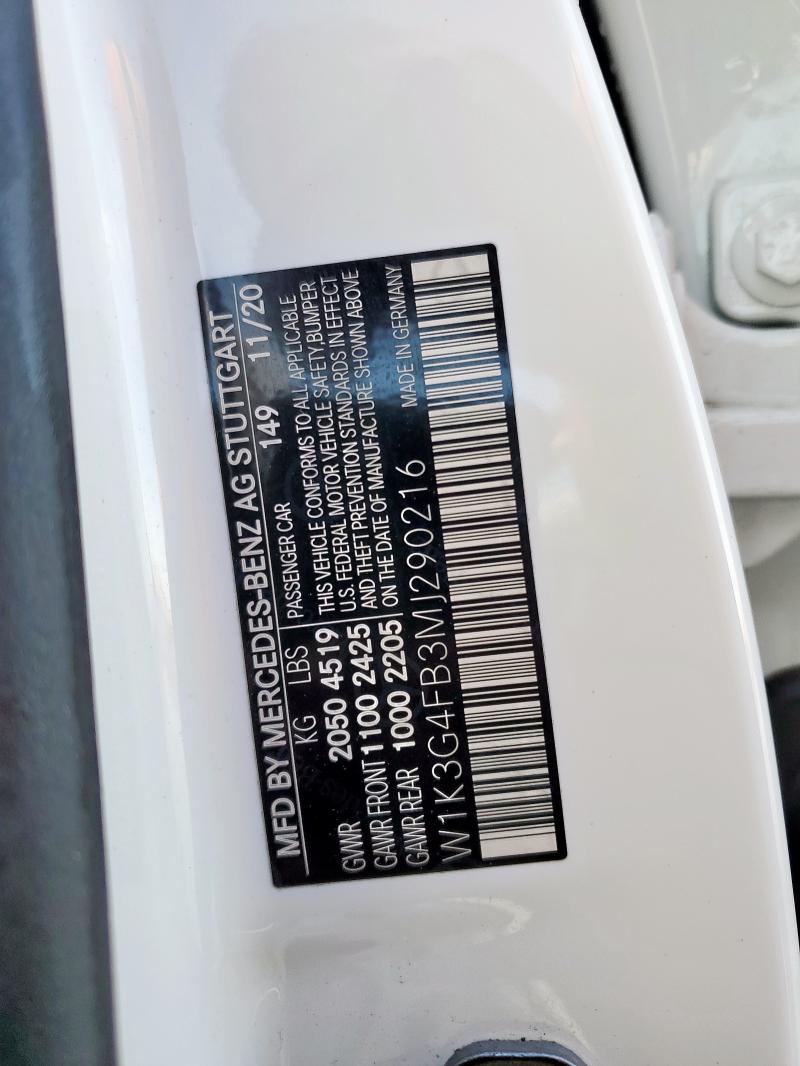 MFD BY MERCEDES-BENZ AG STUTTGART
KG LBS 149 11/20
GVWR 2050 4519
GAWR FRONT 1100 2425
GAWR REAR 1000 2205
PASSENGER CAR
THIS VEHICLE CONFORMS TO ALL APPLICABLE
U.S. FEDERAL MOTOR VEHICLE SAFETY,BUMPER
AND THEFT PREVENTION STANDARDS IN EFFECT
ON THE DATE OF MANUFACTURE SHOWN ABOVE
W1K3G4FB3MJ290216
MADE IN GERMANY